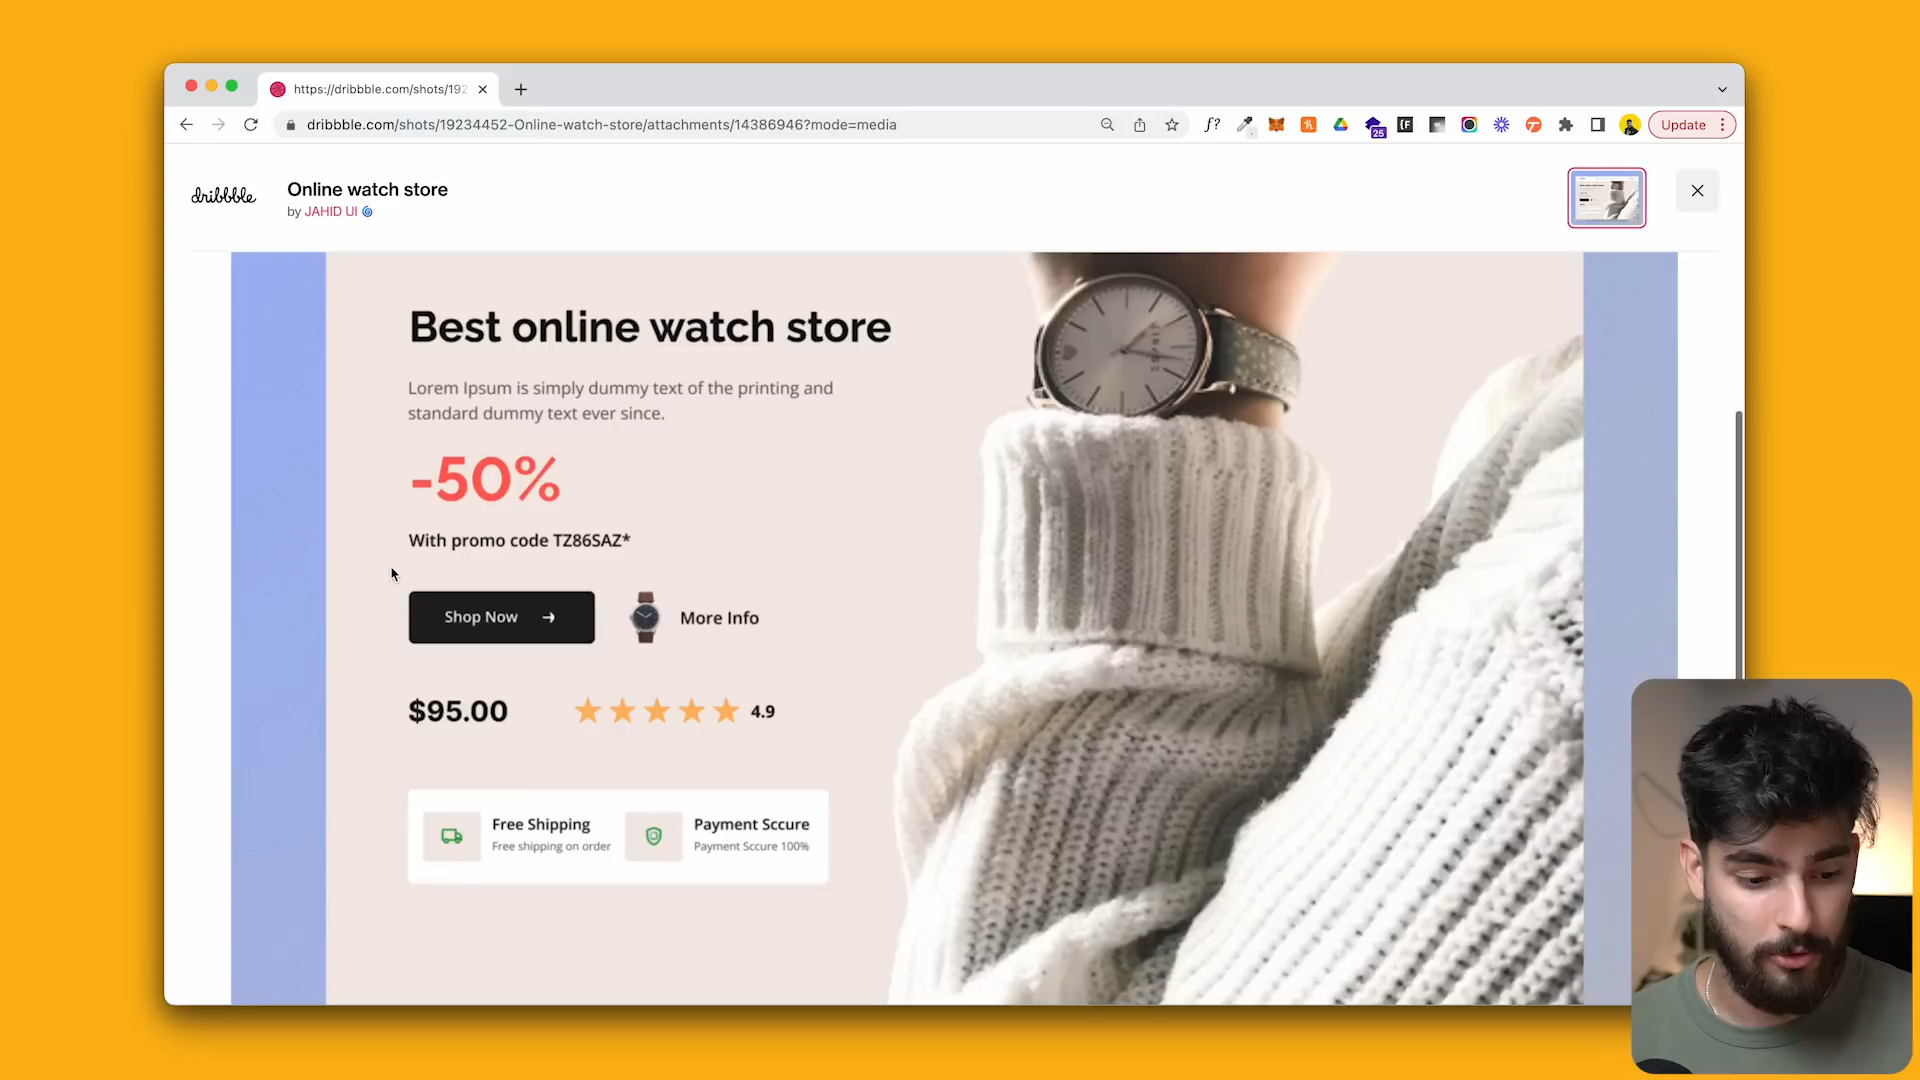 https://dribbble.com/shots/192
dribbble.com/shots/19234452-Online-watch-store/attachments/14386946?mode=media
f?
25
Update
dribbble
Online watch store
by JAHID UI
Best online watch store
Lorem Ipsum is simply dummy text of the printing and
standard dummy text ever since.
-50%
With promo code TZ86SAZ*
Shop Now
More Info
$95.00
4.9
Free Shipping
Free shipping on order
Payment Sccure
Payment Sccure 100%
ESPRIT